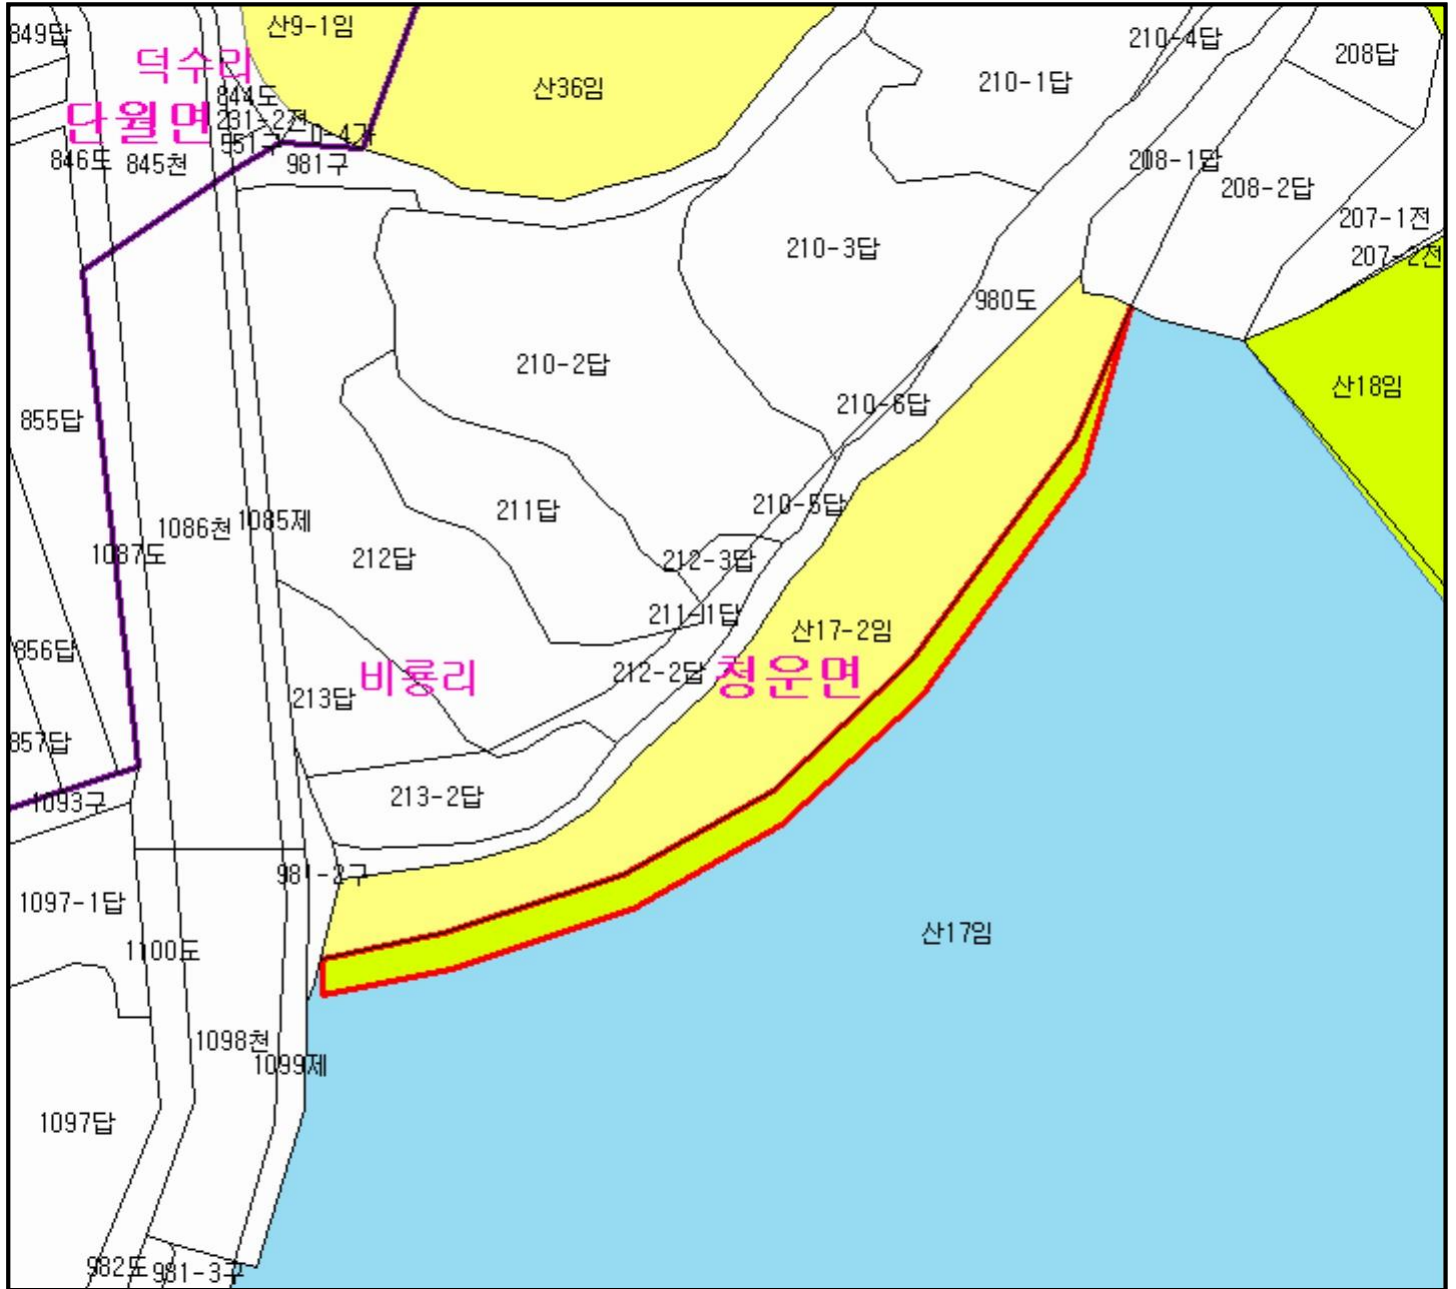 849답
산9-1임
210-4답
208답
덕수리
산36임
210-1답
단월면
844도
231-2전
551구
846도
845천
981구
208-1답
208-2답
207-1전
207-2전
210-3답
980도
210-2답
산18임
855답
210-6답
211답
210-5답
1086천
1085제
1087도
212답
212-3답
211-1답
산17-2임
856답
비룡리
212-2답
청운면
213답
857답
1093구
213-2답
981-2구
1097-1답
산17임
1100도
1098천
1099제
1097답
982도
981-3구